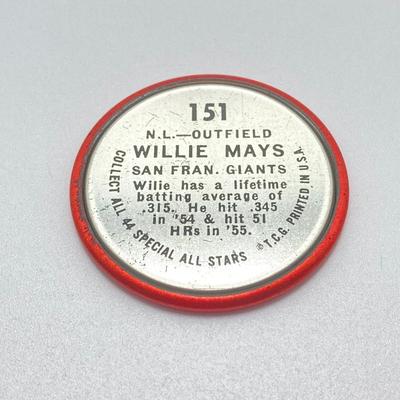 151
N.L.—OUTFIELD
WILLIE MAYS
SAN FRAN. GIANTS
Wilie has a lifetime
batting average of
.315. He hit .345
in '54 & hit 51
HRs in '55.
COLLECT ALL 44 SPECIAL ALL STARS
© T.C.G. PRINTED IN U.S.A.